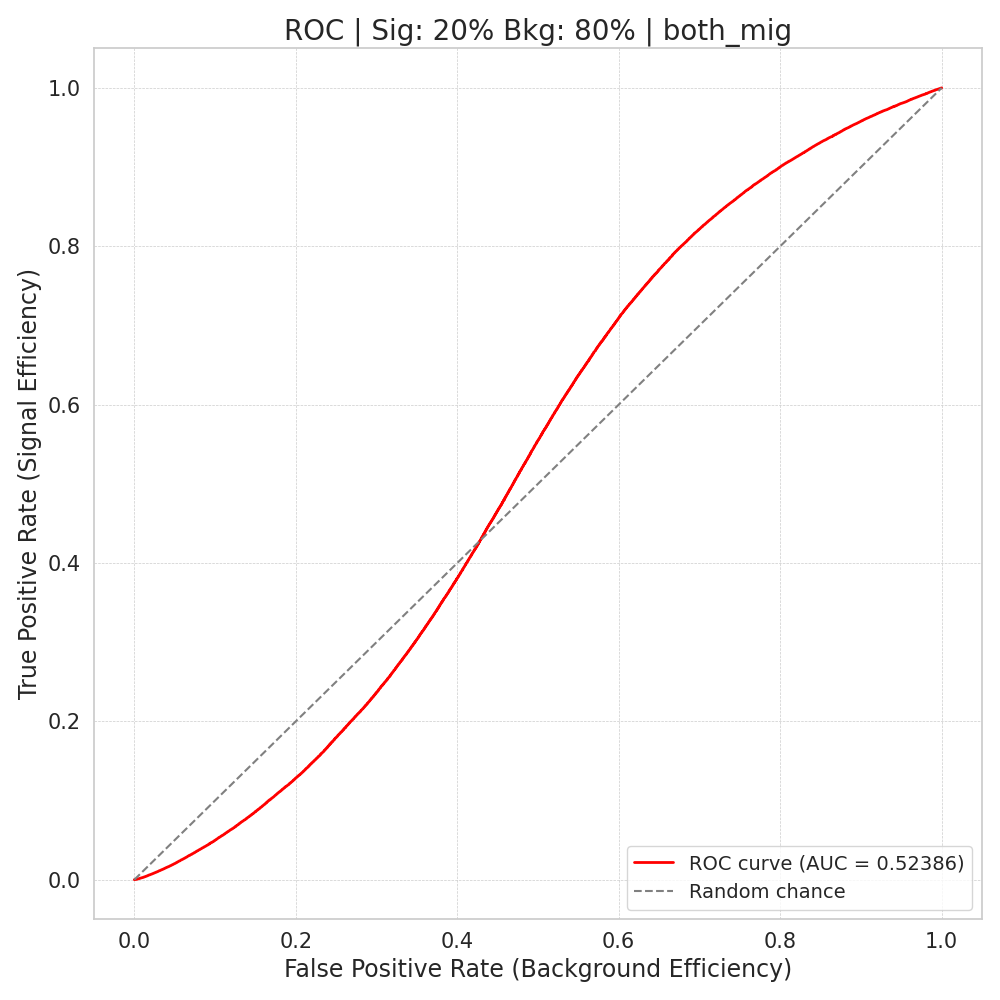 ROC | Sig: 20% Bkg: 80% | both_mig
True Positive Rate (Signal Efficiency)
1.0
0.8
0.6
0.4
0.2
0.0
ROC curve (AUC = 0.52386)
Random chance
0.0 0.2 0.4 0.6 0.8 1.0
False Positive Rate (Background Efficiency)